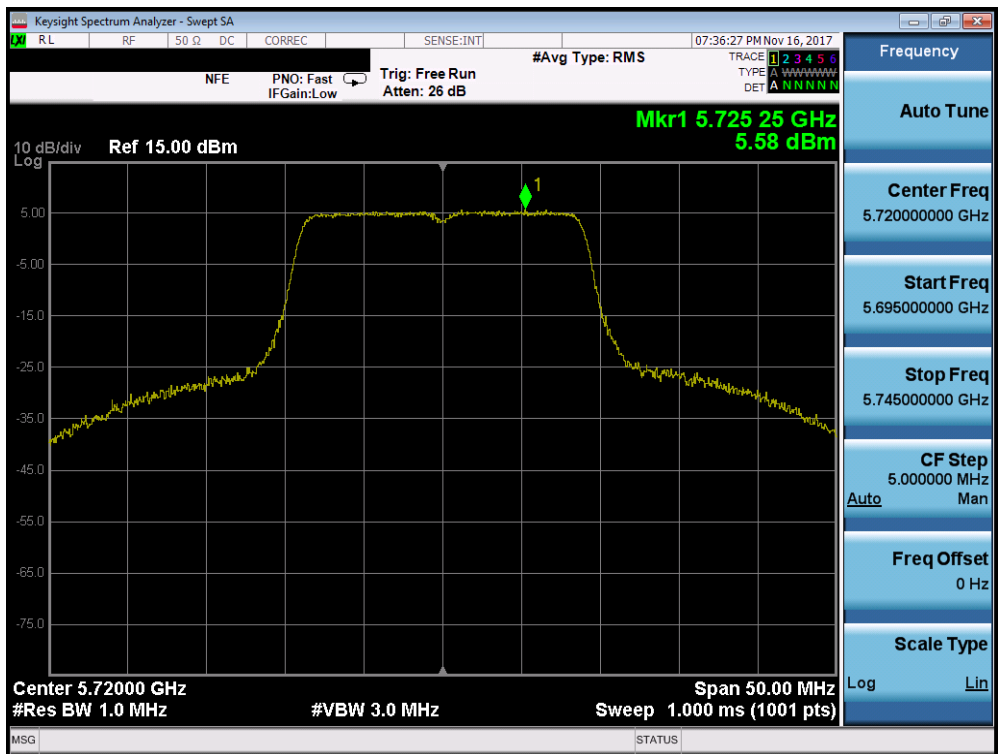 Keysight Spectrum Analyzer - Swept SA
LXI RL RF 50 Ω DC CORREC SENSE:INT 07:36:27 PM Nov 16, 2017
#Avg Type: RMS
TRACE 1 2 3 4 5 6
TYPE A WWWWW
DET A N N N N N
NFE
PNO: Fast
IFGain:Low
Trig: Free Run
Atten: 26 dB
Mkr1 5.725 25 GHz
5.58 dBm
10 dB/div Ref 15.00 dBm
Log
1
5.00
-5.00
-15.0
-25.0
-35.0
-45.0
-55.0
-65.0
-75.0
Center 5.72000 GHz Span 50.00 MHz
#Res BW 1.0 MHz #VBW 3.0 MHz Sweep 1.000 ms (1001 pts)
MSG STATUS
Frequency
Auto Tune
Center Freq
5.720000000 GHz
Start Freq
5.695000000 GHz
Stop Freq
5.745000000 GHz
CF Step
5.000000 MHz
Auto Man
Freq Offset
0 Hz
Scale Type
Log Lin